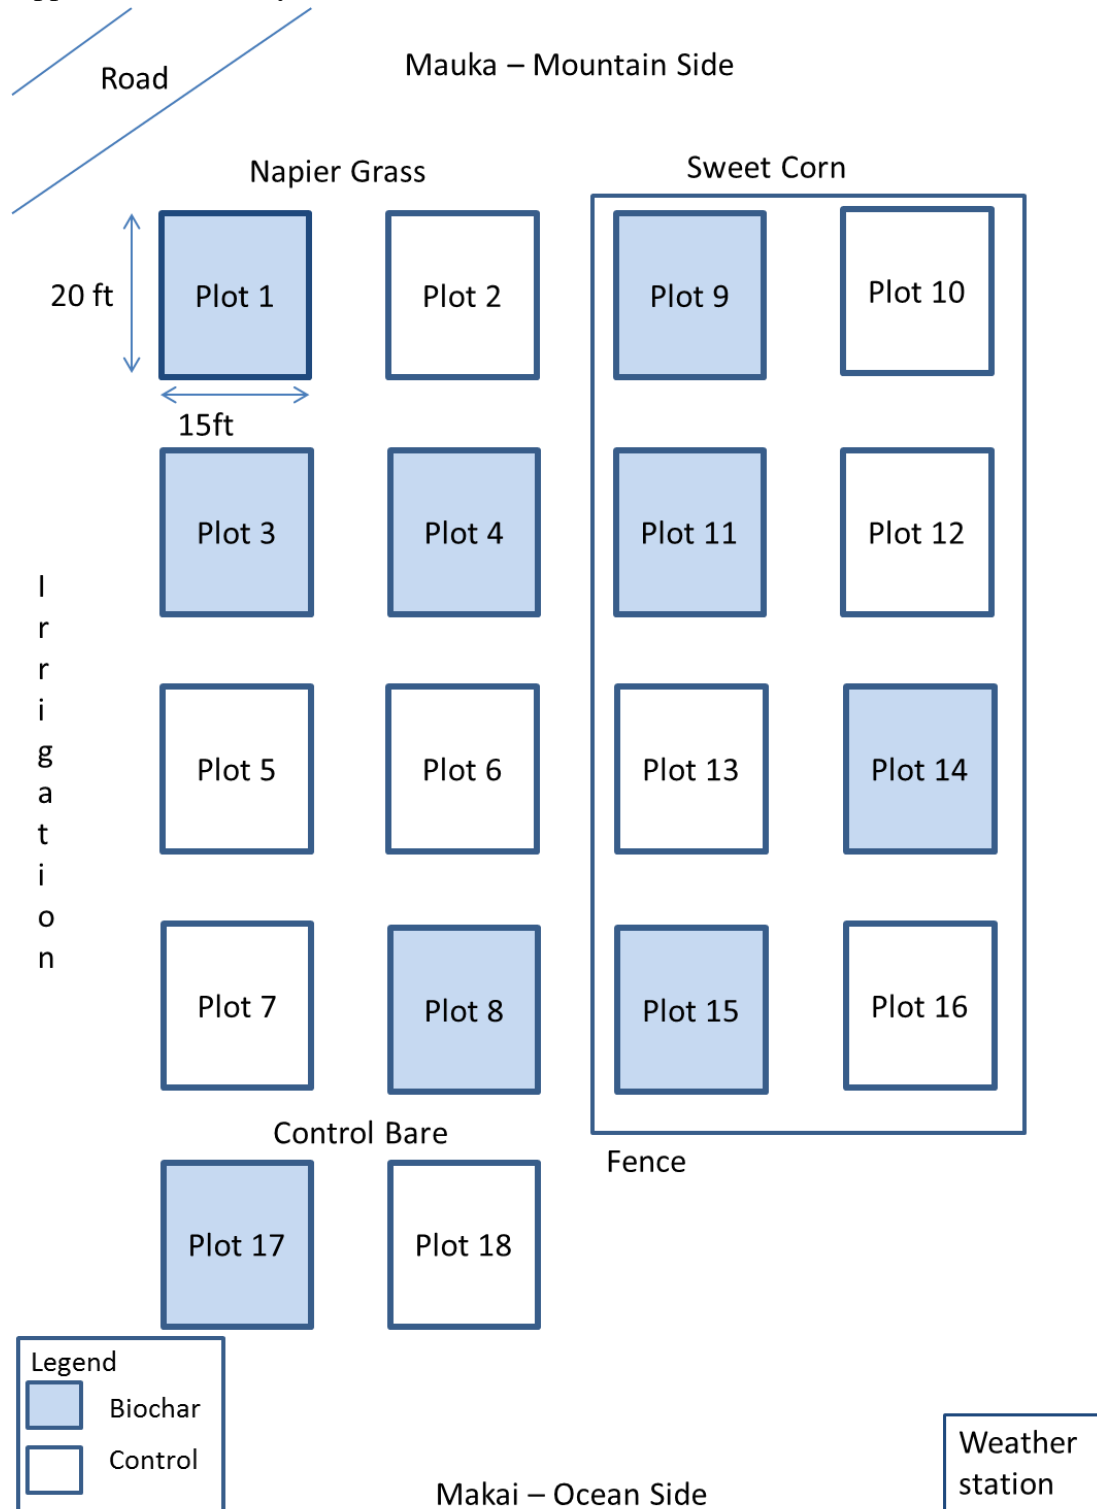 Road
Mauka – Mountain Side
Napier Grass
Sweet Corn
20 ft
Plot 1
Plot 2
Plot 9
Plot 10
15ft
Plot 3
Plot 4
Plot 11
Plot 12
Irrigation
Plot 5
Plot 6
Plot 13
Plot 14
Plot 7
Plot 8
Plot 15
Plot 16
Control Bare
Fence
Plot 17
Plot 18
Legend
Biochar
Control
Weather
station
Makai – Ocean Side